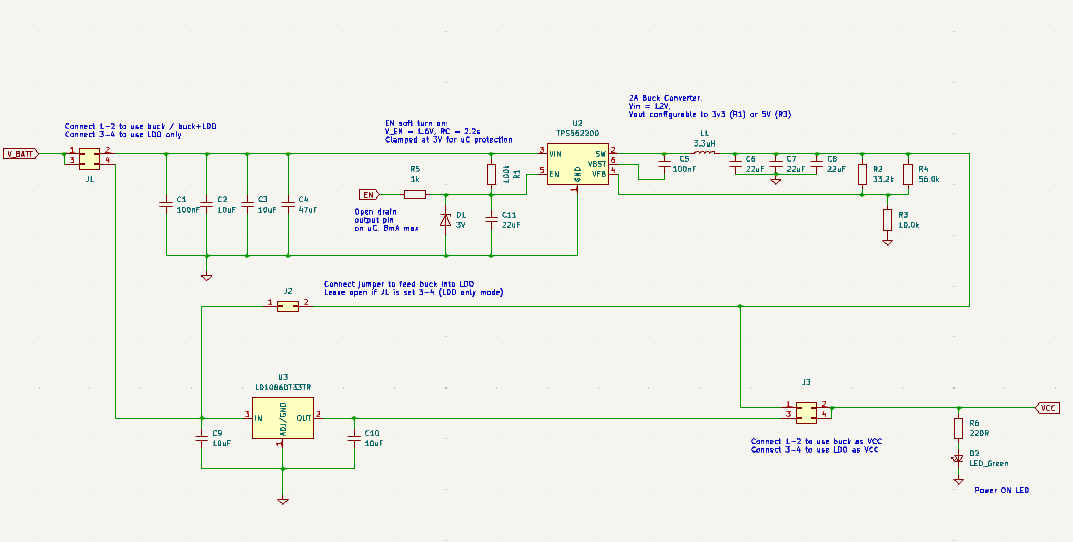 2A Buck Converter.
Vin = 12V,
Vout configurable to 3v3 (R1) or 5V (R3)
Connect 1-2 to use buck / buck+LDO
Connect 3-4 to use LDO only
EN soft turn on:
V_EN = 1.6V, RC = 2.2s
Clamped at 3V for uC protection
U2
TPS562200
L1
3.3uH
V_BATT
1
2
3
4
J1
3
VIN
5
EN
GND
1
SW
2
VBST
6
VFB
4
C5
100nF
C6
22uF
C7
22uF
C8
22uF
R2
33.2k
R4
56.0k
R3
10.0k
R5
1k
EN
100k
R1
C1
100nF
C2
10uF
C3
10uF
C4
47uF
Open drain
output pin
on uC. 8mA max
D1
3V
C11
22uF
Connect jumper to feed buck into LDO
Leave open if J1 is set 3-4 (LDO only mode)
J2
1
2
U3
LD1086DT33TR
3
IN
ADJ/GND
1
OUT
2
C9
10uF
C10
10uF
J3
1
2
3
4
VCC
Connect 1-2 to use buck as VCC
Connect 3-4 to use LDO as VCC
R6
220R
D2
LED_Green
Power ON LED